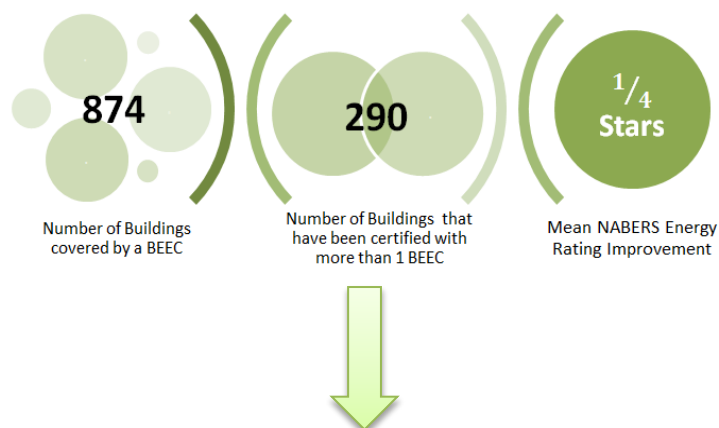 874
Number of Buildings
covered by a BEEC
290
Number of Buildings that
have been certified with
more than 1 BEEC
1/4
Stars
Mean NABERS Energy
Rating Improvement